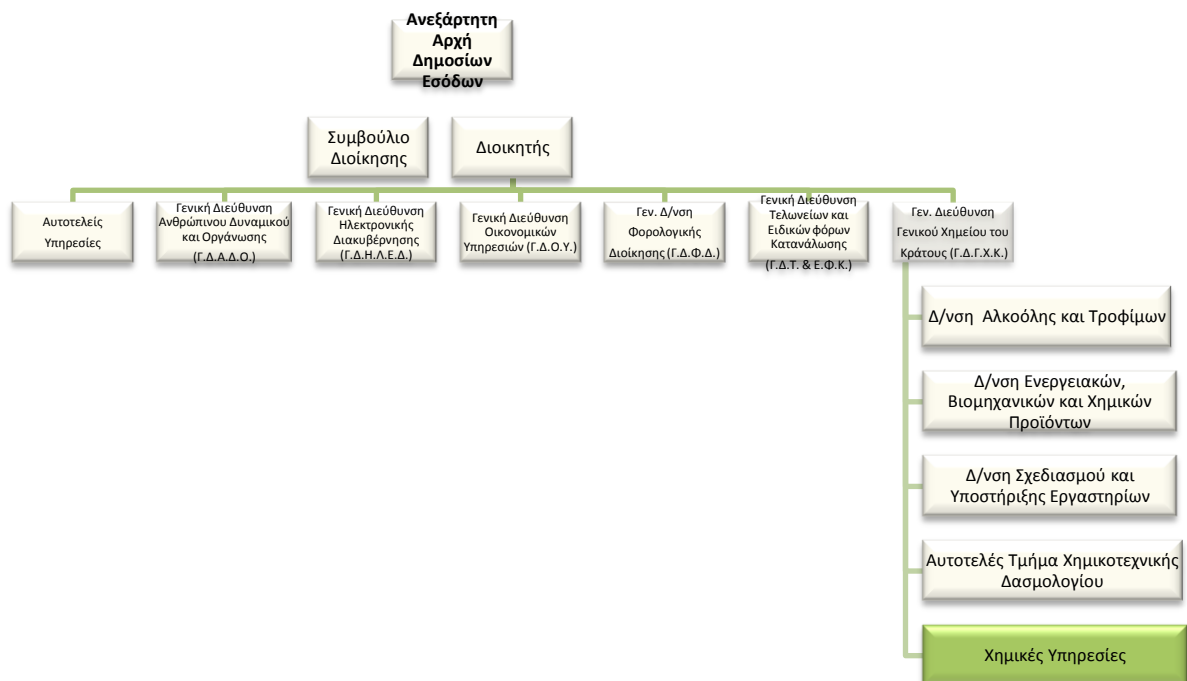 Ανεξάρτητη
Αρχή
Δημοσίων
Εσόδων
Συμβούλιο
Διοίκησης
Διοικητής
Αυτοτελείς
Υπηρεσίες
Γενική Διεύθυνση
Ανθρώπινου Δυναμικού
και Οργάνωσης
(Γ.Δ.Α.Δ.Ο.)
Γενική Διεύθυνση
Ηλεκτρονικής
Διακυβέρνησης
(Γ.Δ.Η.Λ.Ε.Δ.)
Γενική Διεύθυνση
Οικονομικών
Υπηρεσιών (Γ.Δ.Ο.Υ.)
Γεν. Δ/νση
Φορολογικής
Διοίκησης (Γ.Δ.Φ.Δ.)
Γενική Διεύθυνση
Τελωνείων και
Ειδικών φόρων
Κατανάλωσης
(Γ.Δ.Τ. & Ε.Φ.Κ.)
Γεν. Διεύθυνση
Γενικού Χημείου του
Κράτους (Γ.Δ.Γ.Χ.Κ.)
Δ/νση Αλκοόλης και Τροφίμων
Δ/νση Ενεργειακών,
Βιομηχανικών και Χημικών
Προϊόντων
Δ/νση Σχεδιασμού και
Υποστήριξης Εργαστηρίων
Αυτοτελές Τμήμα Χημικοτεχνικής
Δασμολογίου
Χημικές Υπηρεσίες